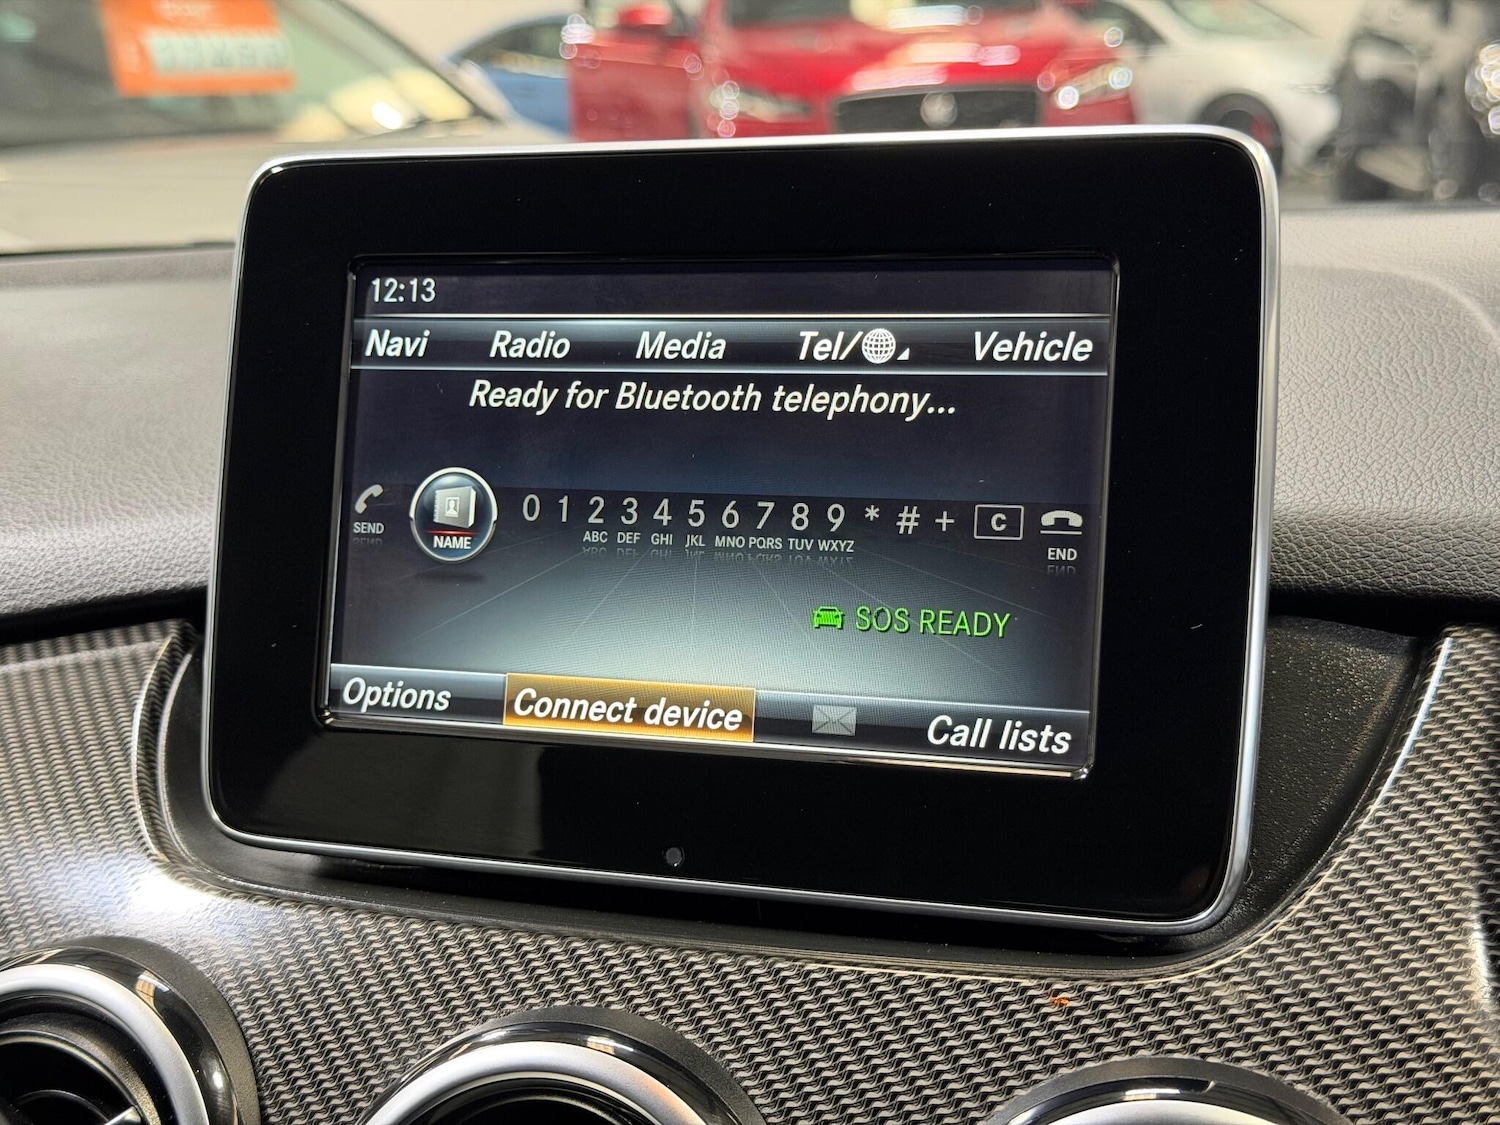 12:13
Navi Radio Media Tel/ Vehicle
Ready for Bluetooth telephony...
0 1 2 3 4 5 6 7 8 9 * # + C
SEND NAME ABC DEF GHI JKL MNO PQRS TUV WXYZ END
SOS READY
Options Connect device Call lists